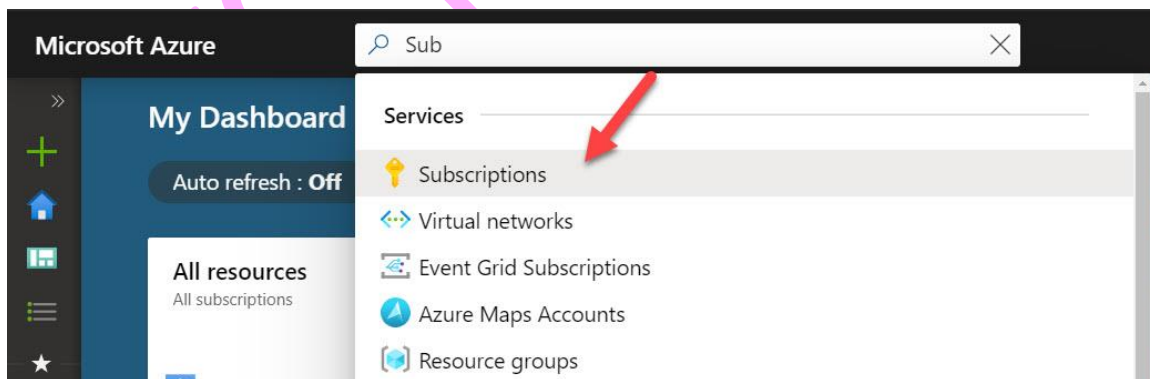 Microsoft Azure
Sub
My Dashboard
Auto refresh : Off
All resources
All subscriptions
Services
Subscriptions
Virtual networks
Event Grid Subscriptions
Azure Maps Accounts
Resource groups